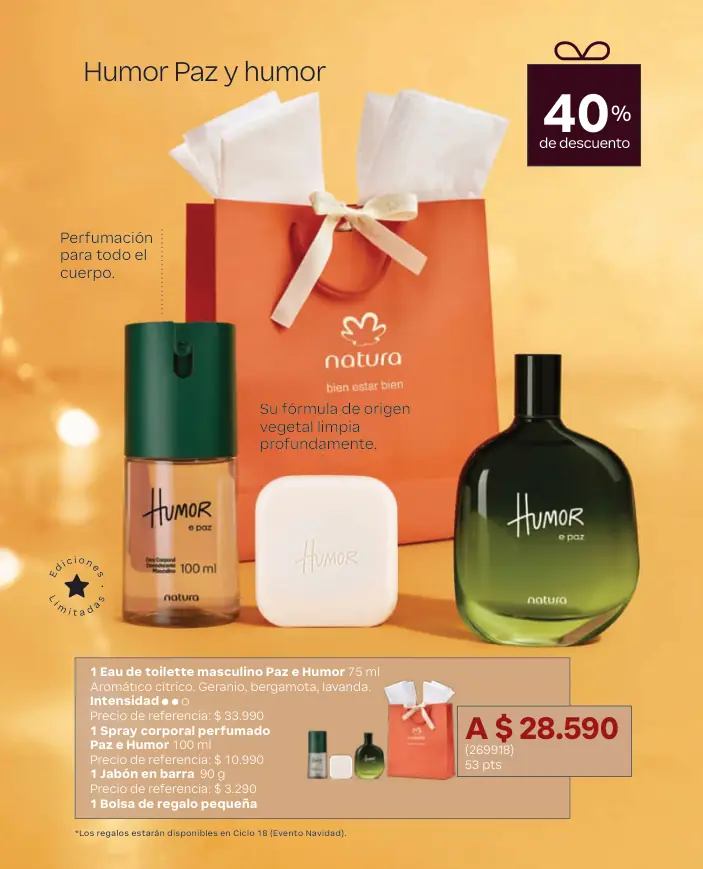 Humor Paz y humor
40%
de descuento
Perfumación
para todo el
cuerpo.
natura
bien estar bien
Su fórmula de origen
vegetal limpia
profundamente.
HUMOR
e paz
Deo Corporal
Desodorante
Masculino
100 ml
natura
HUMOR
HUMOR
e paz
natura
Ediciones
Limitadas
1 Eau de toilette masculino Paz e Humor 75 ml
Aromático cítrico. Geranio, bergamota, lavanda.
Intensidad
Precio de referencia: $ 33.990
1 Spray corporal perfumado
Paz e Humor 100 ml
Precio de referencia: $ 10.990
1 Jabón en barra 90 g
Precio de referencia: $ 3.290
1 Bolsa de regalo pequeña
natura
A $ 28.590
(269918)
53 pts
*Los regalos estarán disponibles en Ciclo 18 (Evento Navidad).